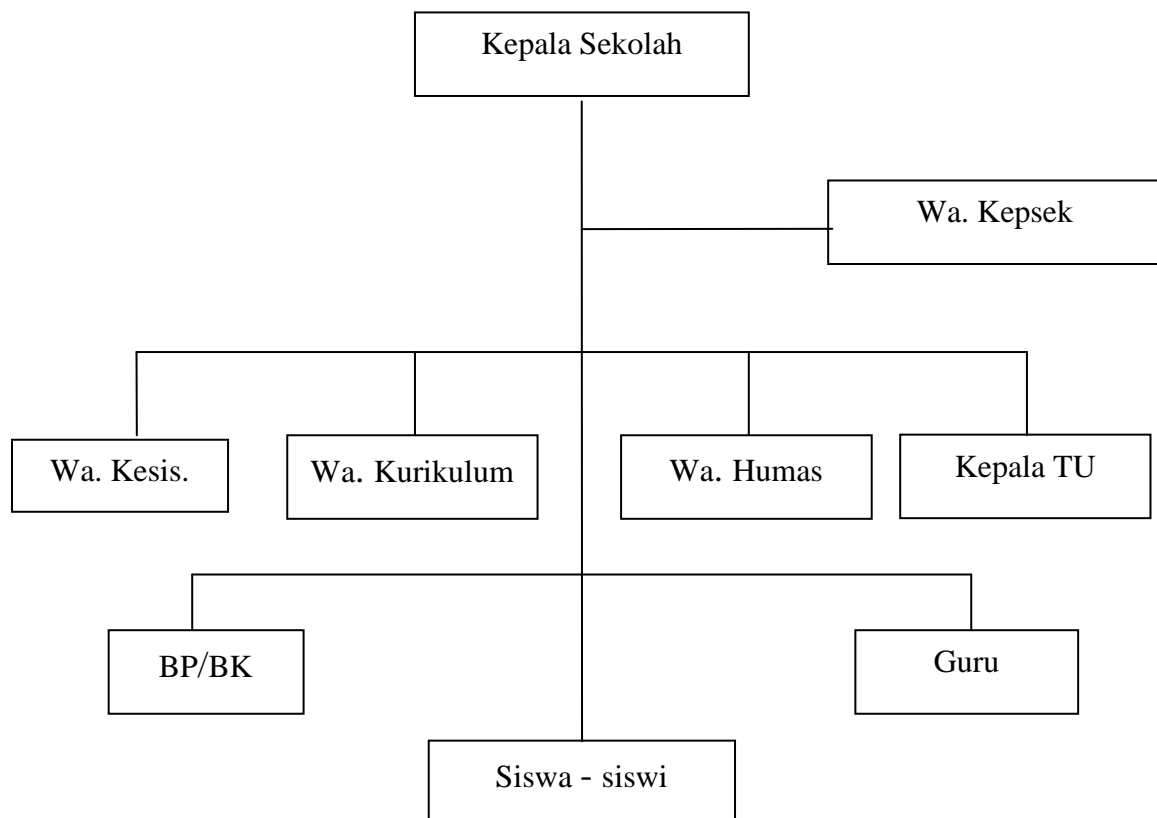 Kepala Sekolah
Wa. Kepsek
Wa. Kesis.
Wa. Kurikulum
Wa. Humas
Kepala TU
BP/BK
Guru
Siswa - siswi